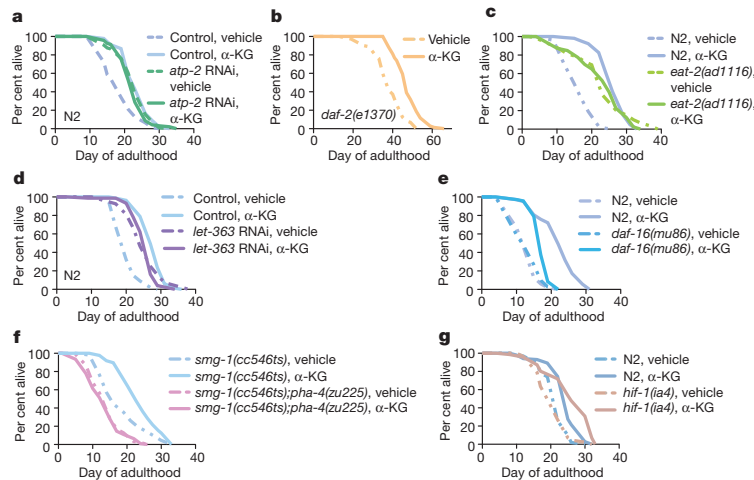 a
Per cent alive
100
80
60
40
20
0
N2
0 10 20 30 40
Day of adulthood
Control, vehicle
Control, α-KG
atp-2 RNAi,
vehicle
atp-2 RNAi,
α-KG
b
Per cent alive
100
80
60
40
20
0
daf-2(e1370)
0 20 40 60
Day of adulthood
Vehicle
α-KG
c
Per cent alive
100
80
60
40
20
0
0 10 20 30 40
Day of adulthood
N2, vehicle
N2, α-KG
eat-2(ad1116),
vehicle
eat-2(ad1116),
α-KG
d
Per cent alive
100
80
60
40
20
0
N2
0 10 20 30 40
Day of adulthood
Control, vehicle
Control, α-KG
let-363 RNAi, vehicle
let-363 RNAi, α-KG
e
Per cent alive
100
80
60
40
20
0
0 10 20 30 40
Day of adulthood
N2, vehicle
N2, α-KG
daf-16(mu86), vehicle
daf-16(mu86), α-KG
f
Per cent alive
100
80
60
40
20
0
0 10 20 30 40
Day of adulthood
smg-1(cc546ts), vehicle
smg-1(cc546ts), α-KG
smg-1(cc546ts);pha-4(zu225), vehicle
smg-1(cc546ts);pha-4(zu225), α-KG
g
Per cent alive
100
80
60
40
20
0
0 10 20 30 40
Day of adulthood
N2, vehicle
N2, α-KG
hif-1(ia4), vehicle
hif-1(ia4), α-KG